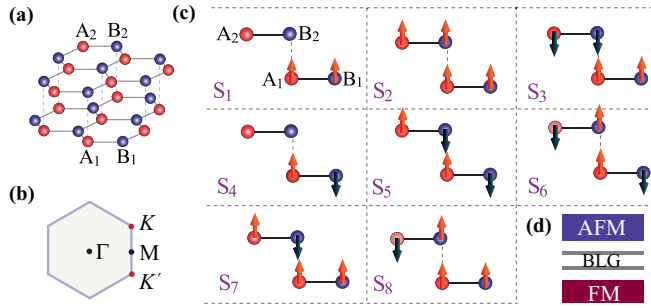 (a)
A₂ B₂
A₁ B₁
(b)
K
Γ M
K′
(c)
A₂ B₂
A₁ B₁
S₁
S₂
S₃
S₄
S₅
S₆
S₇
S₈
(d)
AFM
BLG
FM